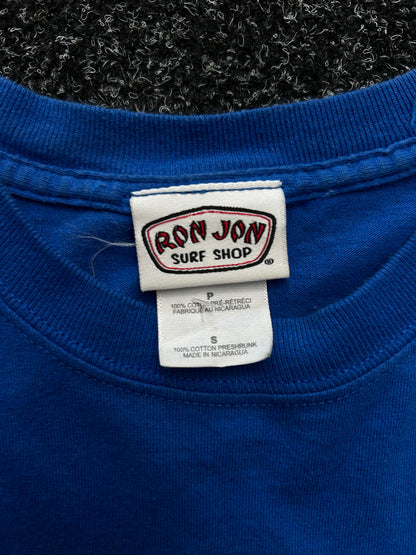 RON JON
SURF SHOP
®
P
100% COTON PRÉ-RÉTRÉCI
FABRIQUÉ AU NICARAGUA
S
100% COTTON PRESHRUNK
MADE IN NICARAGUA